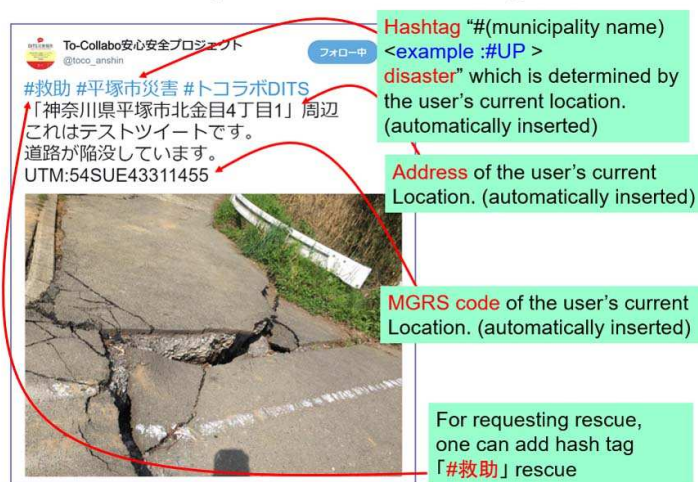 To-Collabo安心安全プロジェクト
@toco_anshin
フォロー中
#救助 #平塚市災害 #トコラボDITS
「神奈川県平塚市北金目4丁目1」周辺
これはテストツイートです。
道路が陥没しています。
UTM:54SUE43311455
Hashtag “#(municipality name)
<example :#UP >
disaster” which is determined by
the user’s current location.
(automatically inserted)
Address of the user’s current
Location. (automatically inserted)
MGRS code of the user’s current
Location. (automatically inserted)
For requesting rescue,
one can add hash tag
「#救助」 rescue